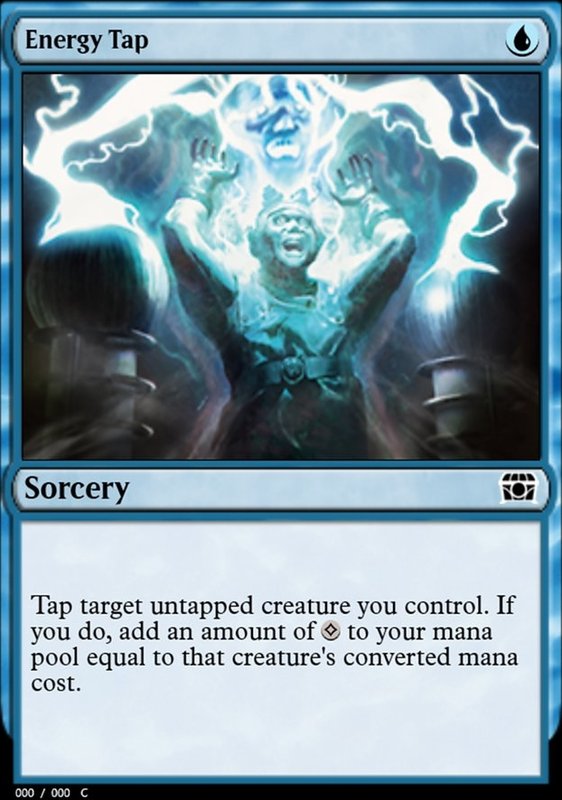 Energy Tap
Sorcery
Tap target untapped creature you control. If
you do, add an amount of to your mana
pool equal to that creature's converted mana
cost.
000 / 000 C